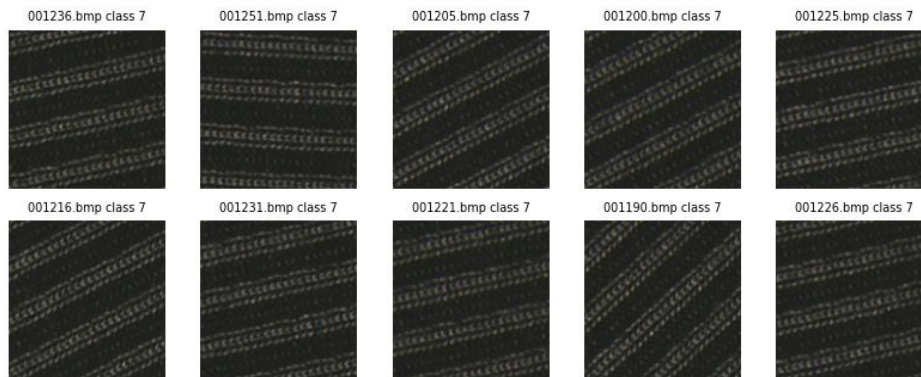 001236.bmp class 7 001251.bmp class 7 001205.bmp class 7 001200.bmp class 7 001225.bmp class 7
001216.bmp class 7 001231.bmp class 7 001221.bmp class 7 001190.bmp class 7 001226.bmp class 7